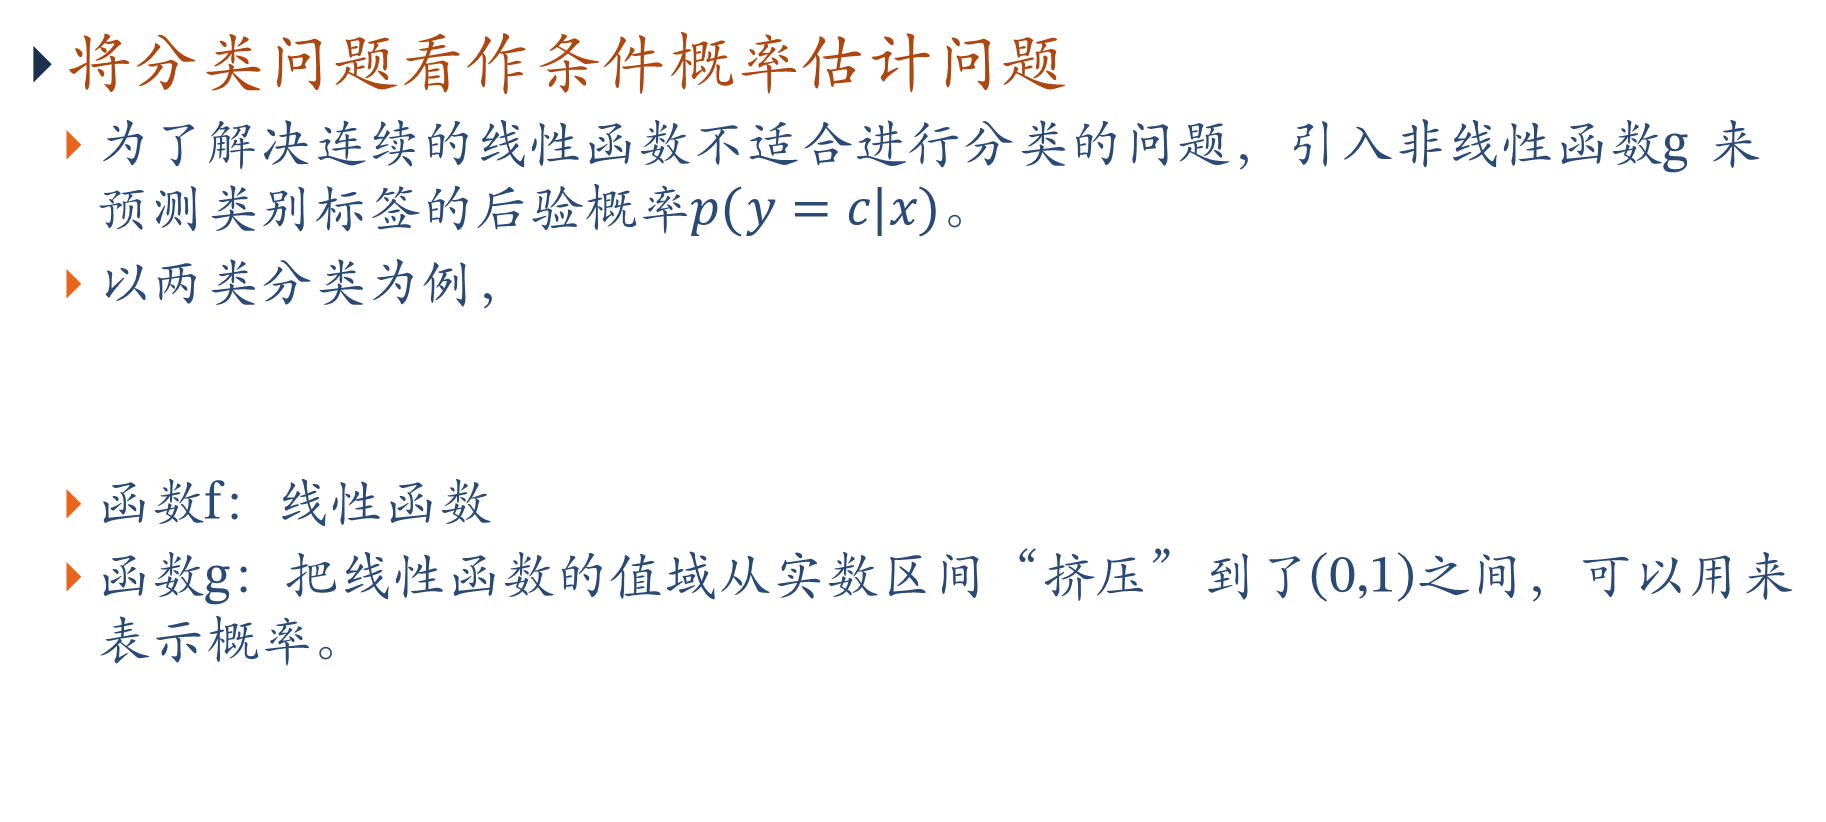 将分类问题看作条件概率估计问题
为了解决连续的线性函数不适合进行分类的问题，引入非线性函数g 来
预测类别标签的后验概率p(y = c|x)。
以两类分类为例，
函数f：线性函数
函数g：把线性函数的值域从实数区间“挤压”到了(0,1)之间，可以用来
表示概率。